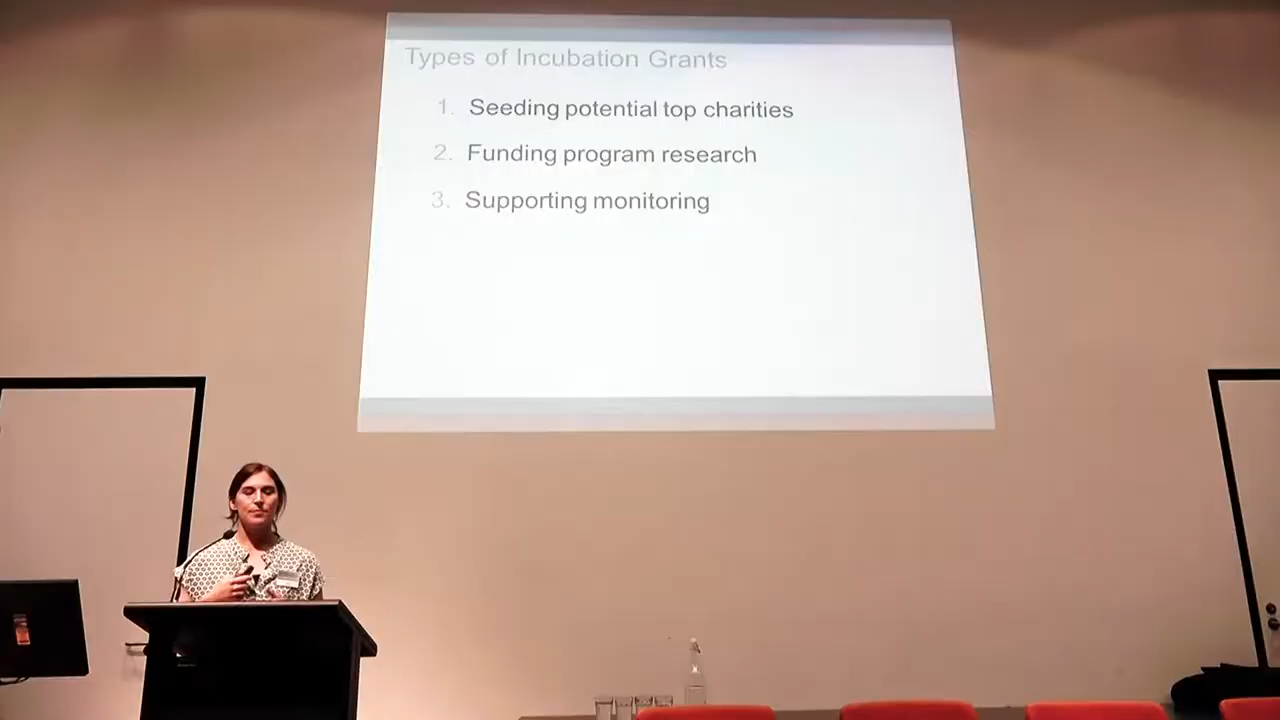 Types of Incubation Grants
1. Seeding potential top charities
2. Funding program research
3. Supporting monitoring